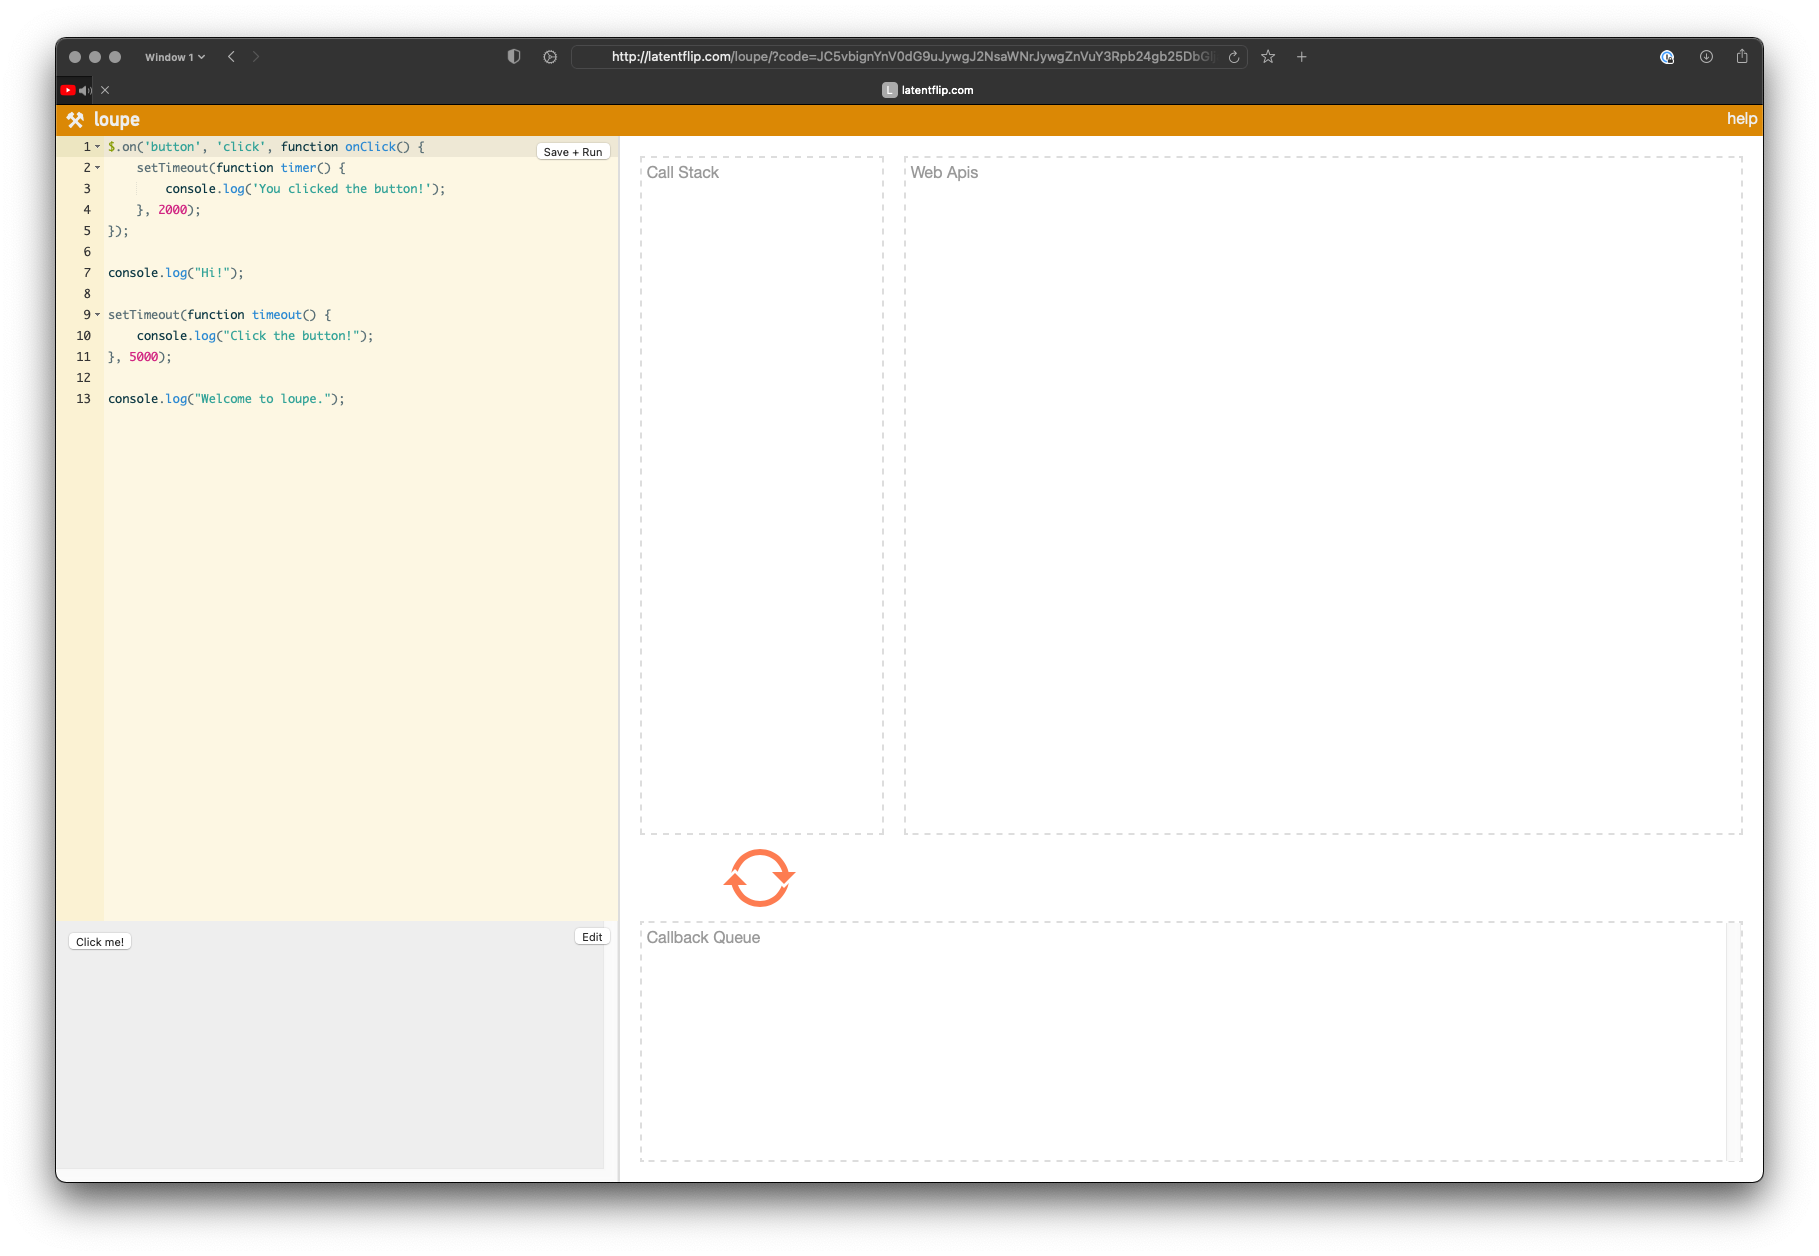 Window 1
http://latentflip.com/loupe/?code=JC5vbignYnV0dG9uJywgJ2NsaWNrJywgZnVuY3Rpb24gb25DbGl
L latentflip.com
loupe
help
1 $.on('button', 'click', function onClick() {
Save + Run
2 setTimeout(function timer() {
3 console.log('You clicked the button!');
4 }, 2000);
5 });
6
7 console.log("Hi!");
8
9 setTimeout(function timeout() {
10 console.log("Click the button!");
11 }, 5000);
12
13 console.log("Welcome to loupe.");
Click me!
Edit
Call Stack
Web Apis
Callback Queue